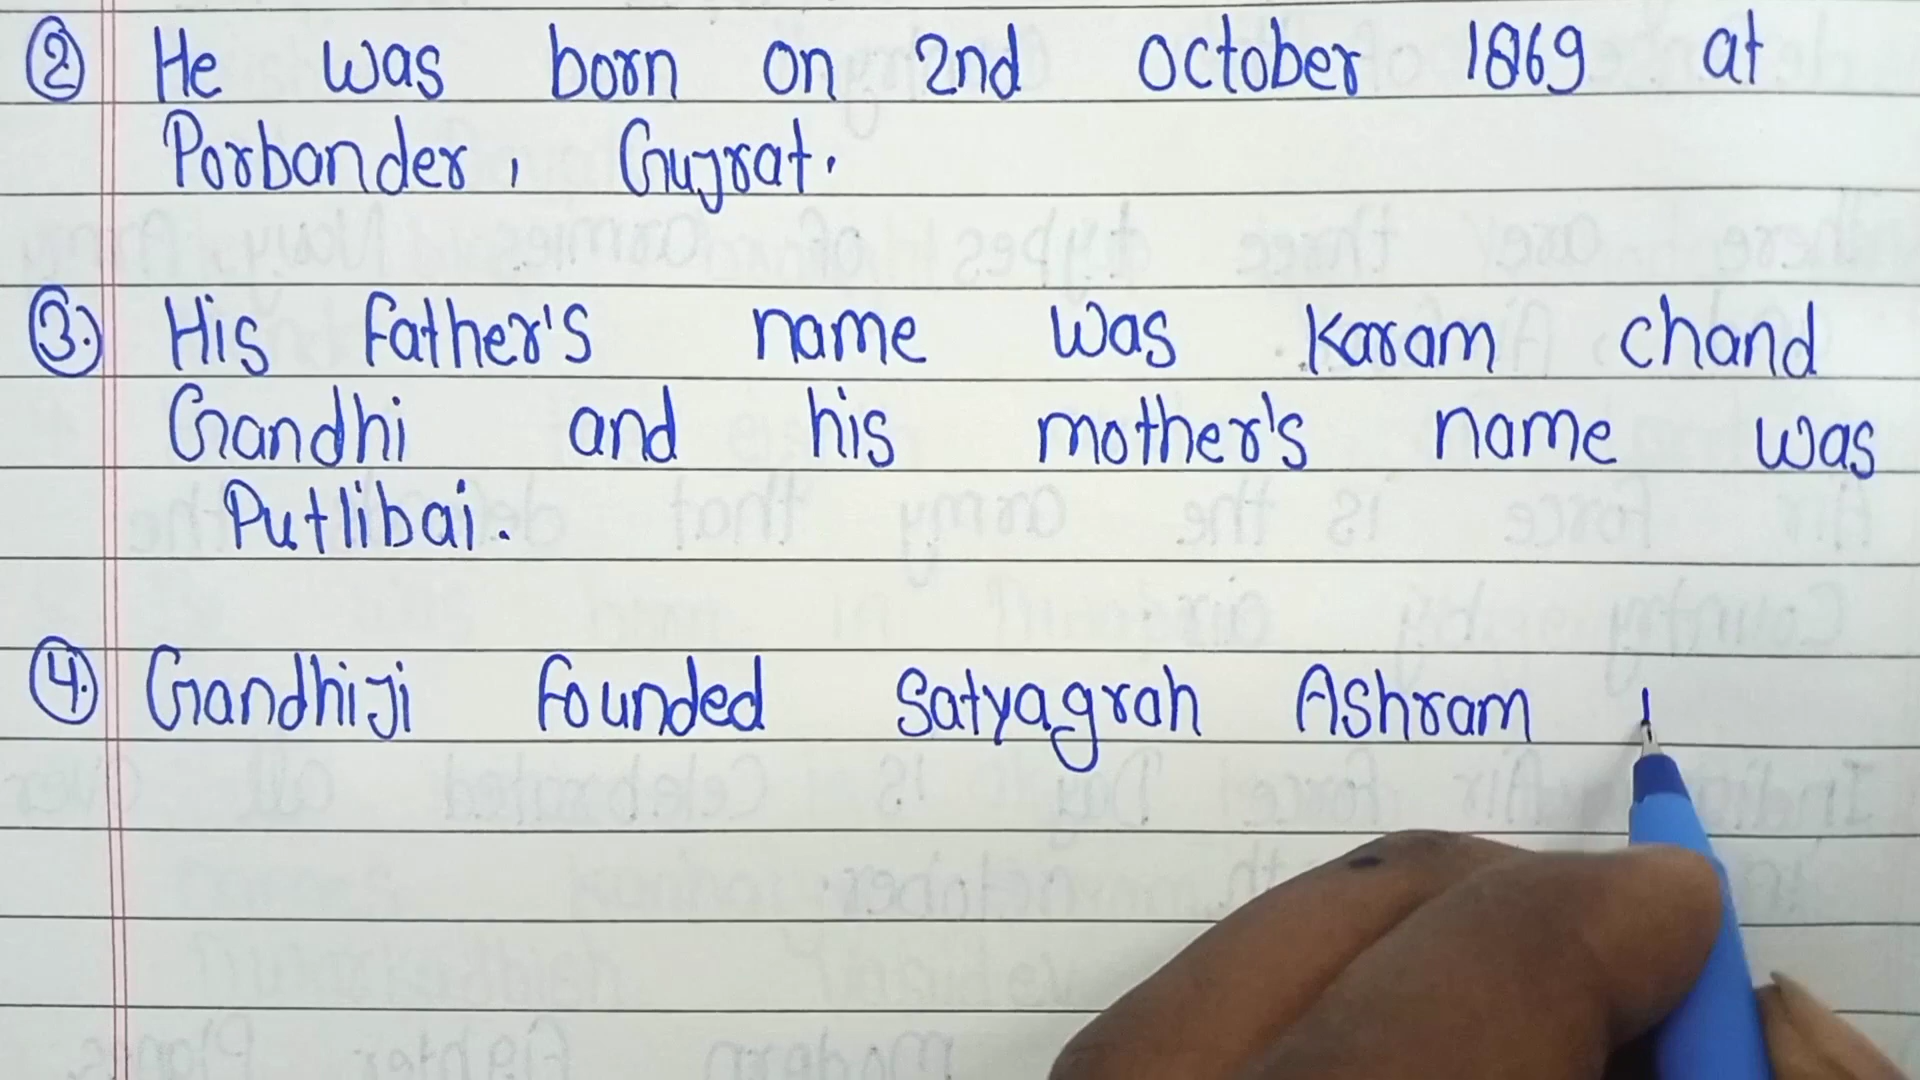 ② He was born on 2nd October 1869 at
Porbander, Gujrat.
③. His Father's name was Karam chand
Gandhi and his mother's name was
Putlibai.
④. Gandhiji Founded Satyagrah Ashram